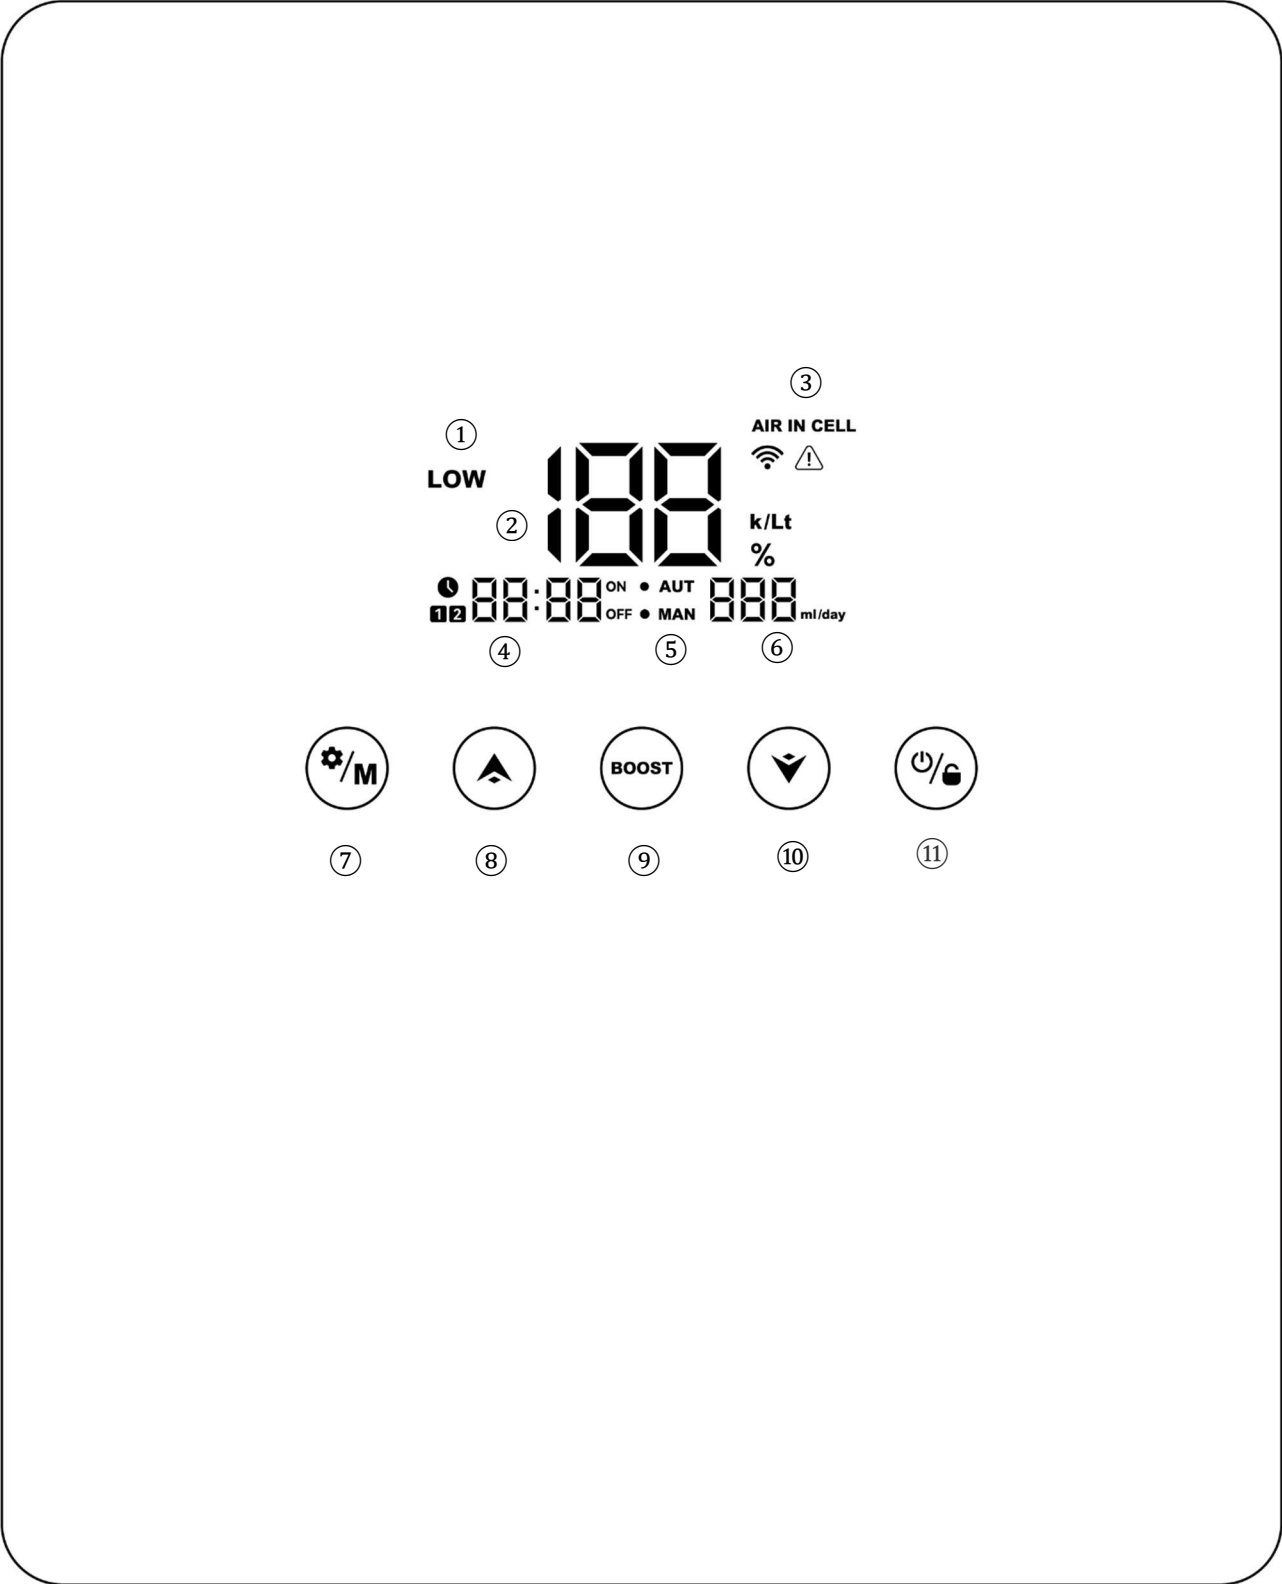 ③
AIR IN CELL
①
LOW
188
②
k/Lt
%
88:88 ON • AUT 888
12 OFF • MAN ml/day
④ ⑤ ⑥
/M BOOST /
⑦ ⑧ ⑨ ⑩ ⑪